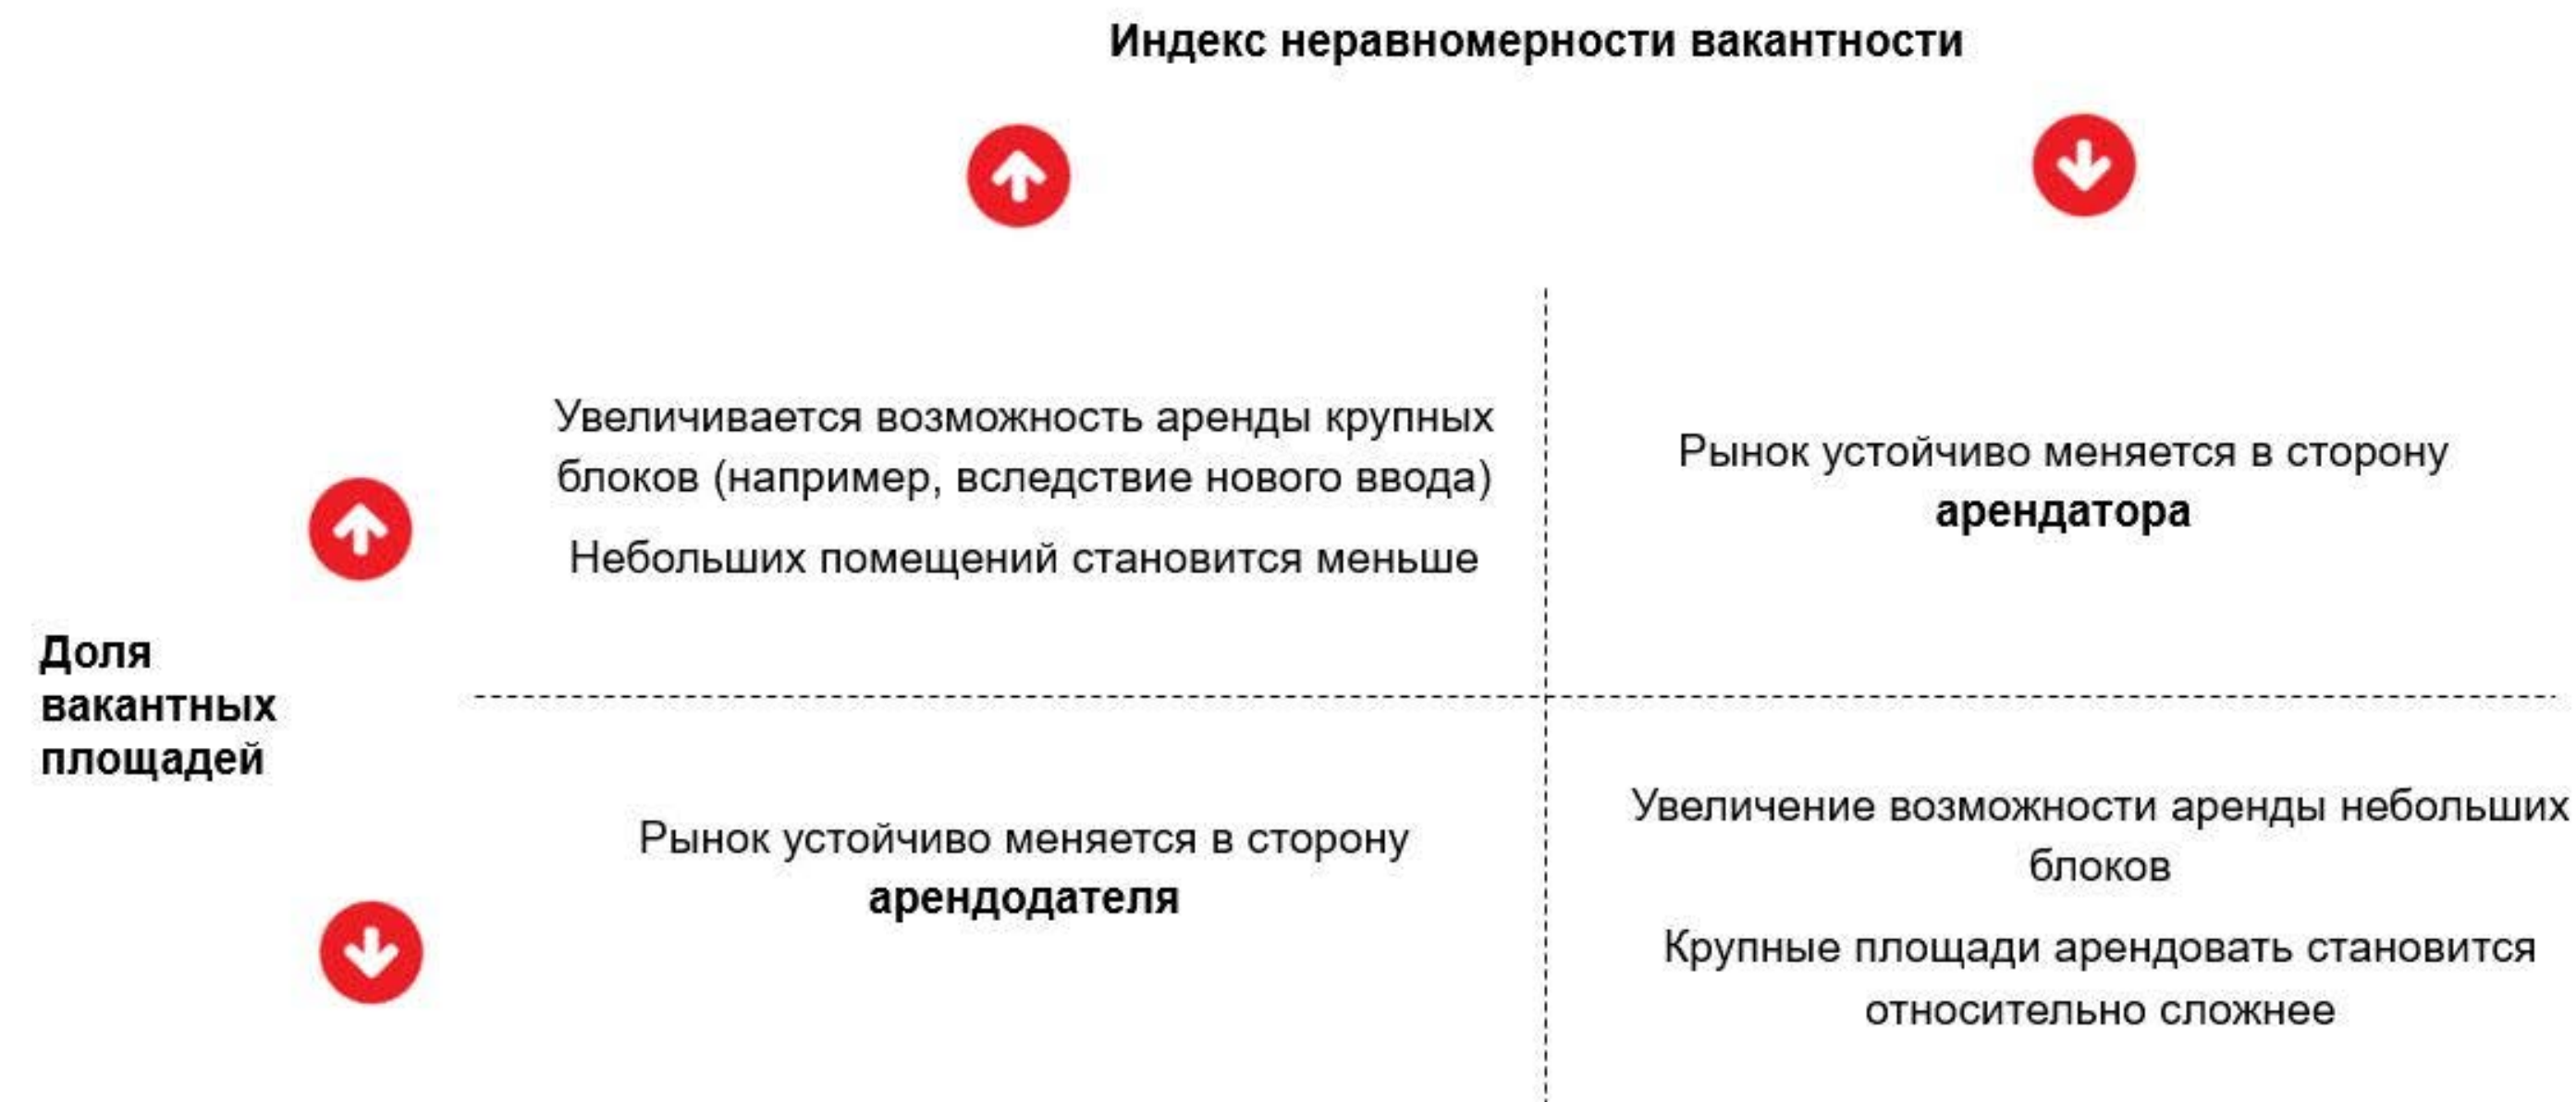 Индекс неравномерности вакантности
Увеличивается возможность аренды крупных
блоков (например, вследствие нового ввода)
Небольших помещений становится меньше
Рынок устойчиво меняется в сторону
арендатора
Доля
вакантных
площадей
Рынок устойчиво меняется в сторону
арендодателя
Увеличение возможности аренды небольших
блоков
Крупные площади арендовать становится
относительно сложнее